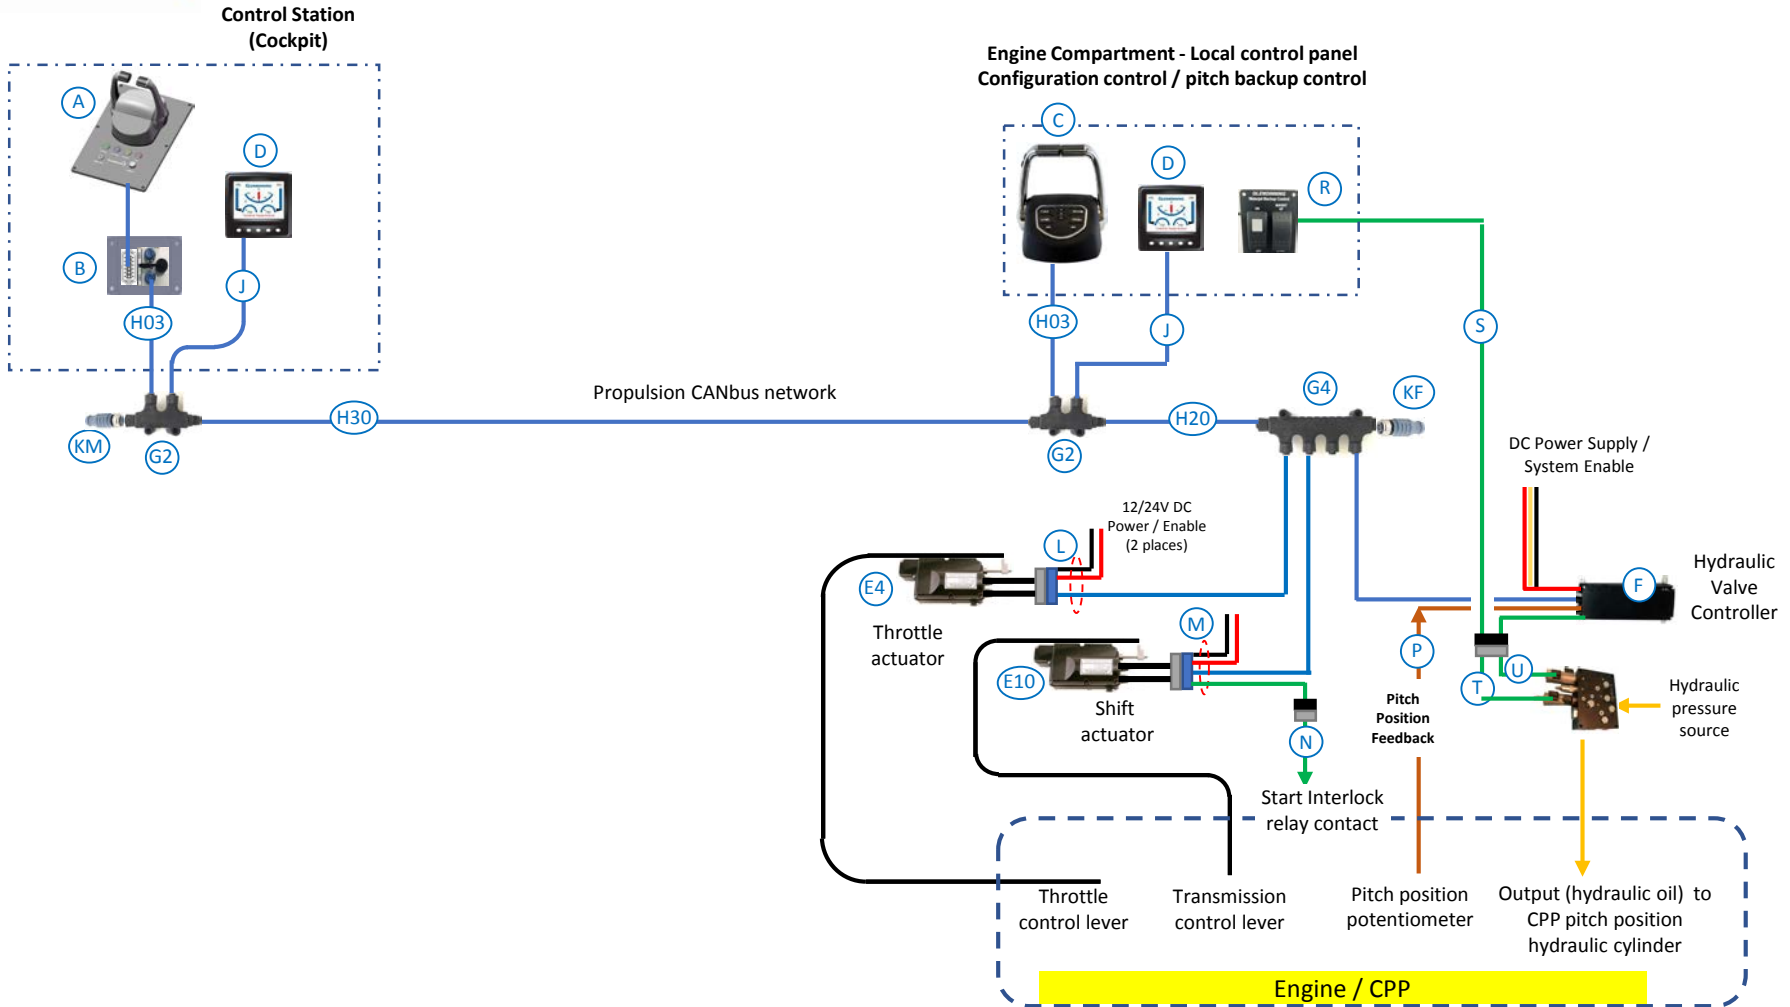 Control Station
(Cockpit)
Engine Compartment - Local control panel
Configuration control / pitch backup control
A
D
B
J
H03
C
D
R
H03
J
S
Propulsion CANbus network
KM
G2
H30
G2
H20
G4
KF
DC Power Supply /
System Enable
12/24V DC
Power / Enable
(2 places)
L
E4
Throttle
actuator
M
E10
Shift
actuator
N
Start Interlock
relay contact
P
Pitch
Position
Feedback
F
Hydraulic
Valve
Controller
U
T
Hydraulic
pressure
source
Throttle
control lever
Transmission
control lever
Pitch position
potentiometer
Output (hydraulic oil) to
CPP pitch position
hydraulic cylinder
Engine / CPP